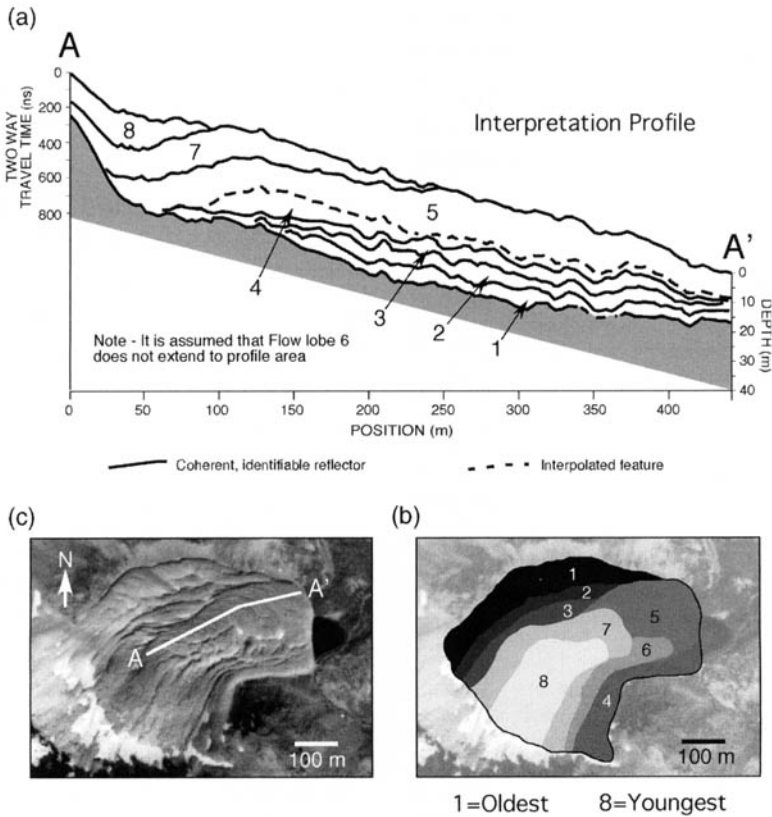 (a)
A
TWO WAY
TRAVEL TIME (ns)
0
200
400
600
800
8
7
5
4
3
2
1
Interpretation Profile
A'
0
10
15
20
30
40
DEPTH (m)
Note - It is assumed that Flow lobe 6
does not extend to profile area
0 50 100 150 200 250 300 350 400
POSITION (m)
Coherent, identifiable reflector
Interpolated feature
(c)
N
A
A'
100 m
(b)
1
2
3
5
7
6
8
4
100 m
1=Oldest 8=Youngest